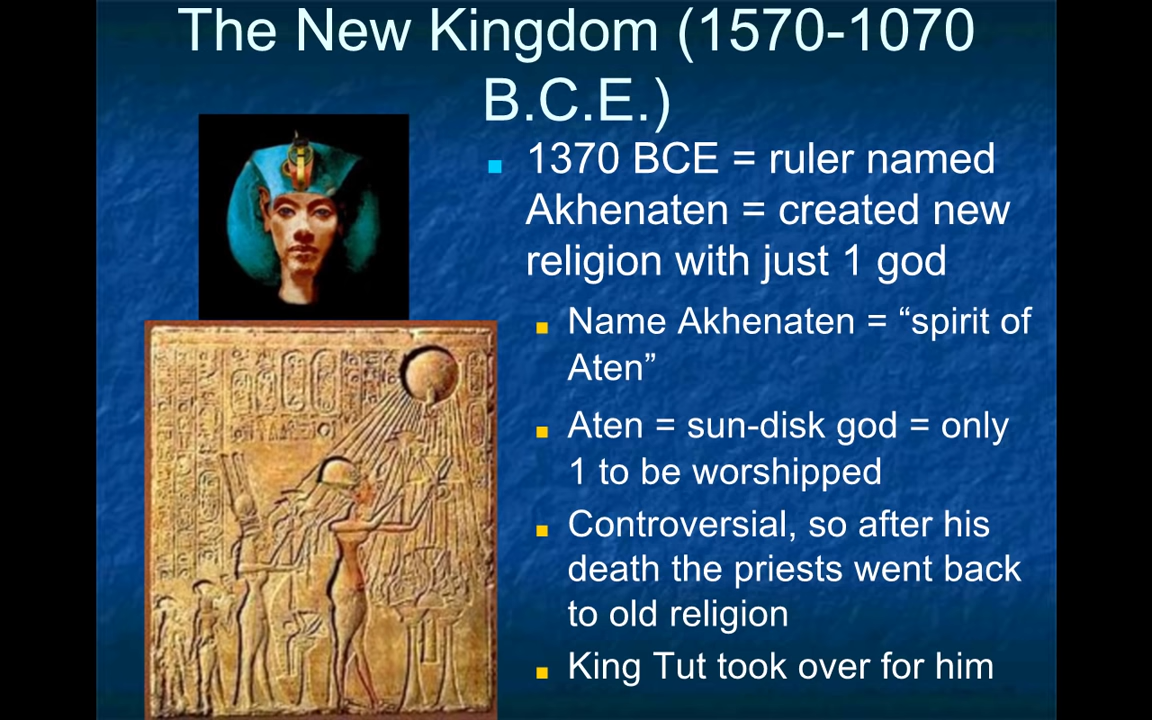 The New Kingdom (1570-1070
B.C.E.)
1370 BCE = ruler named
Akhenaten = created new
religion with just 1 god
Name Akhenaten = “spirit of
Aten”
Aten = sun-disk god = only
1 to be worshipped
Controversial, so after his
death the priests went back
to old religion
King Tut took over for him